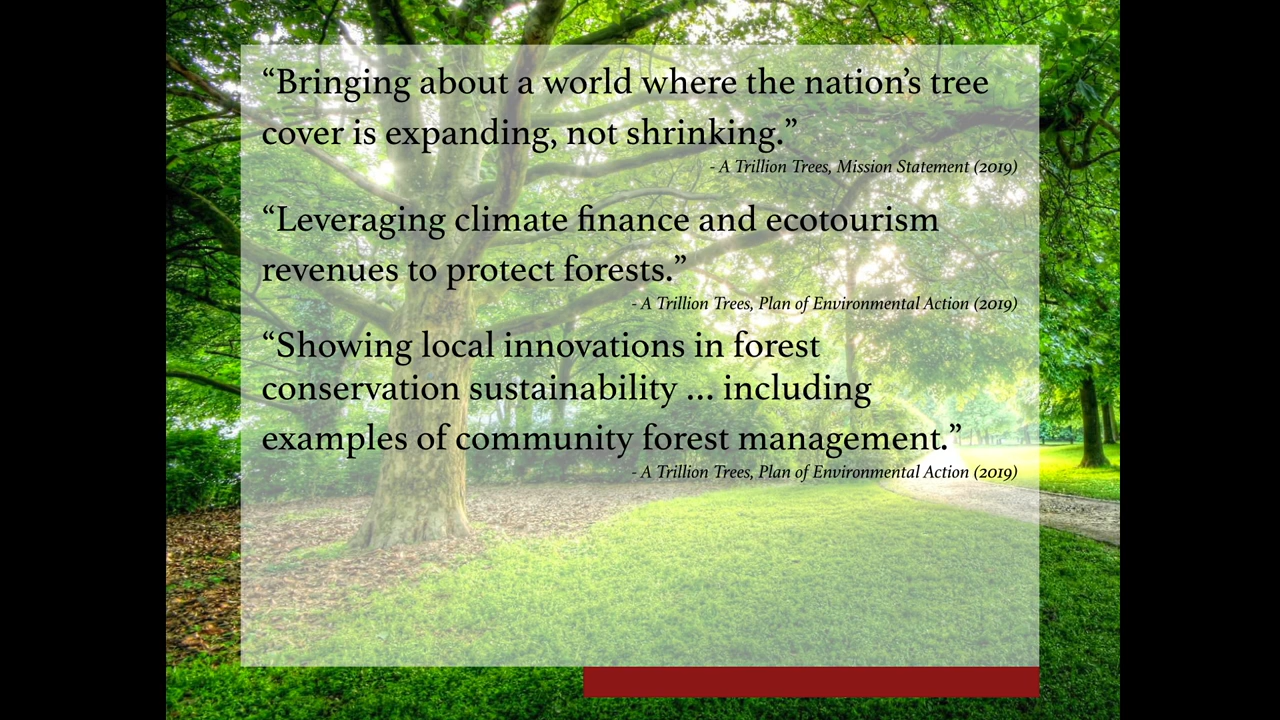 “Bringing about a world where the nation’s tree
cover is expanding, not shrinking.”
- A Trillion Trees, Mission Statement (2019)
“Leveraging climate finance and ecotourism
revenues to protect forests.”
- A Trillion Trees, Plan of Environmental Action (2019)
“Showing local innovations in forest
conservation sustainability ... including
examples of community forest management.”
- A Trillion Trees, Plan of Environmental Action (2019)